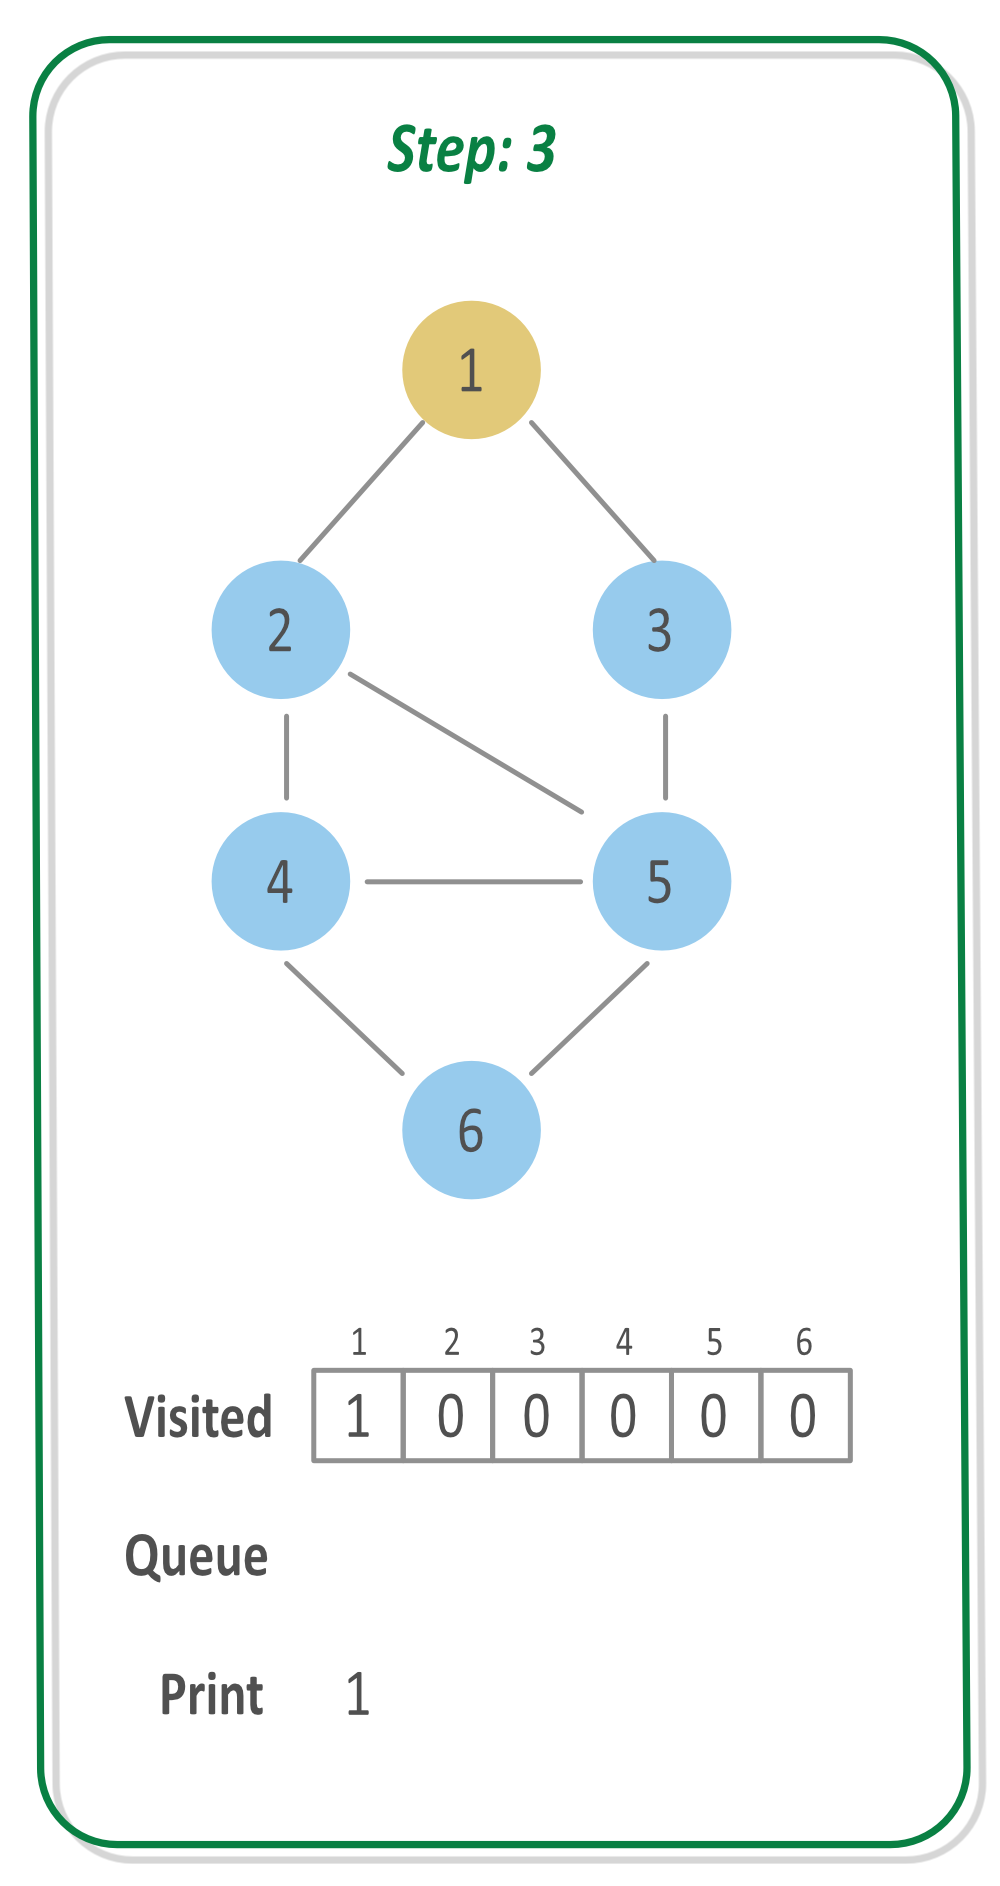 Step: 3
1
2 3
4 5
6
1 2 3 4 5 6
Visited 1 0 0 0 0 0
Queue
Print 1